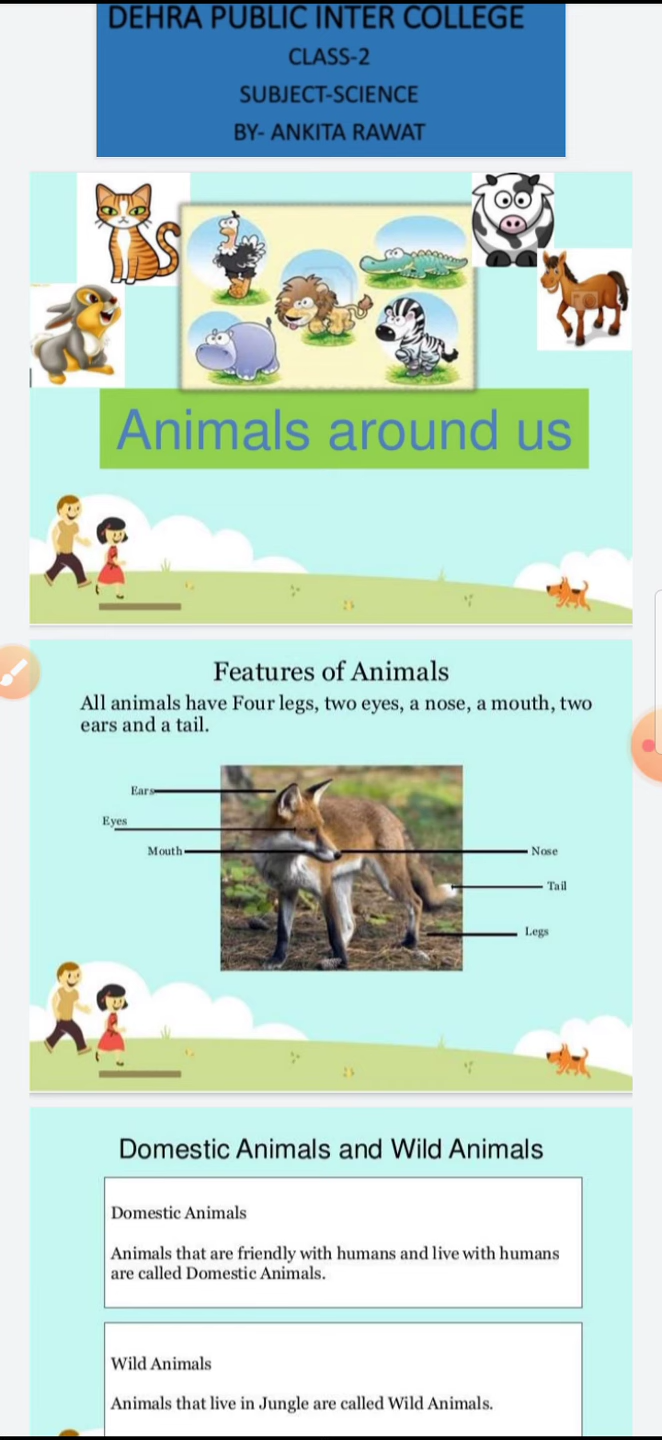 DEHRA PUBLIC INTER COLLEGE
CLASS-2
SUBJECT-SCIENCE
BY- ANKITA RAWAT
Animals around us
Features of Animals
All animals have Four legs, two eyes, a nose, a mouth, two
ears and a tail.
Ears
Eyes
Mouth
Nose
Tail
Legs
Domestic Animals and Wild Animals
Domestic Animals
Animals that are friendly with humans and live with humans
are called Domestic Animals.
Wild Animals
Animals that live in Jungle are called Wild Animals.